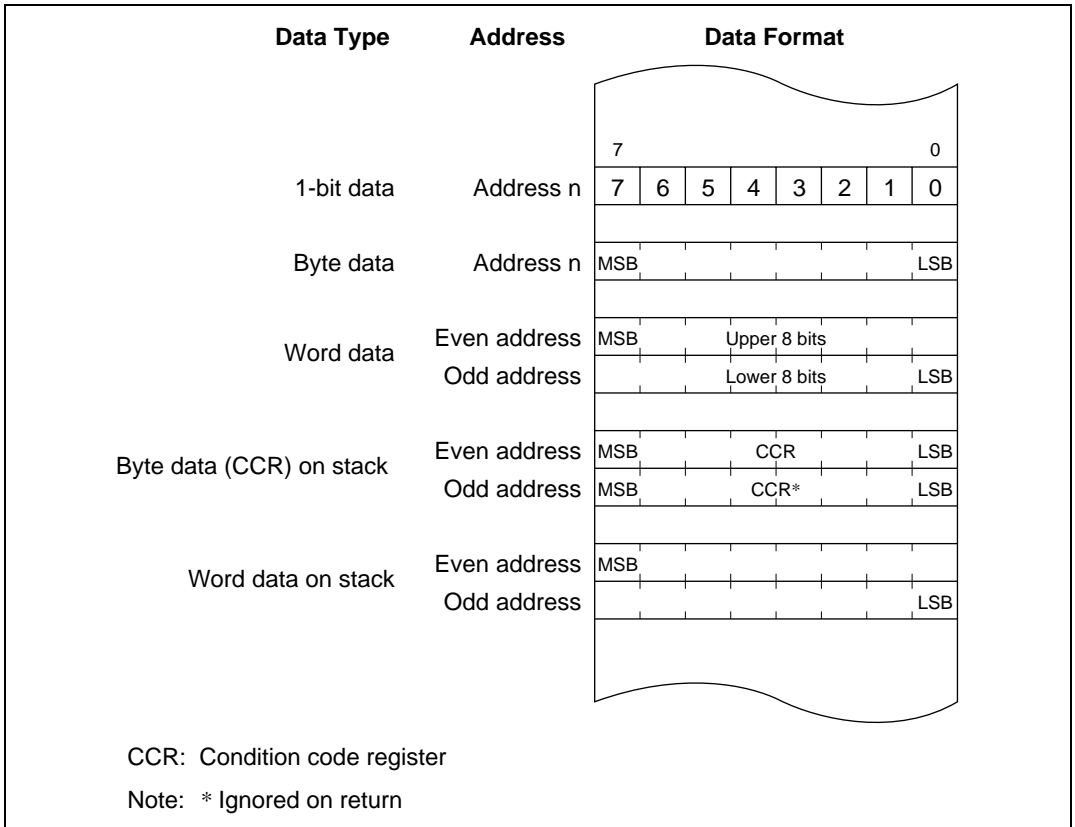 Data Type Address Data Format
7 0
1-bit data Address n 7 6 5 4 3 2 1 0
Byte data Address n MSB LSB
Word data
Even address MSB Upper 8 bits
Odd address Lower 8 bits LSB
Byte data (CCR) on stack
Even address MSB CCR LSB
Odd address MSB CCR* LSB
Word data on stack
Even address MSB
Odd address LSB
CCR: Condition code register
Note: * Ignored on return